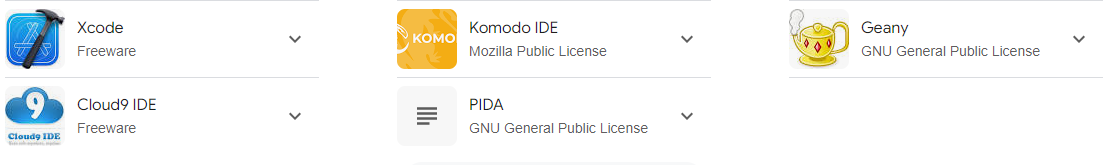 Xcode
Freeware
KOMO
Komodo IDE
Mozilla Public License
Geany
GNU General Public License
9
Cloud9 IDE
Cloud9 IDE
Freeware
PIDA
GNU General Public License